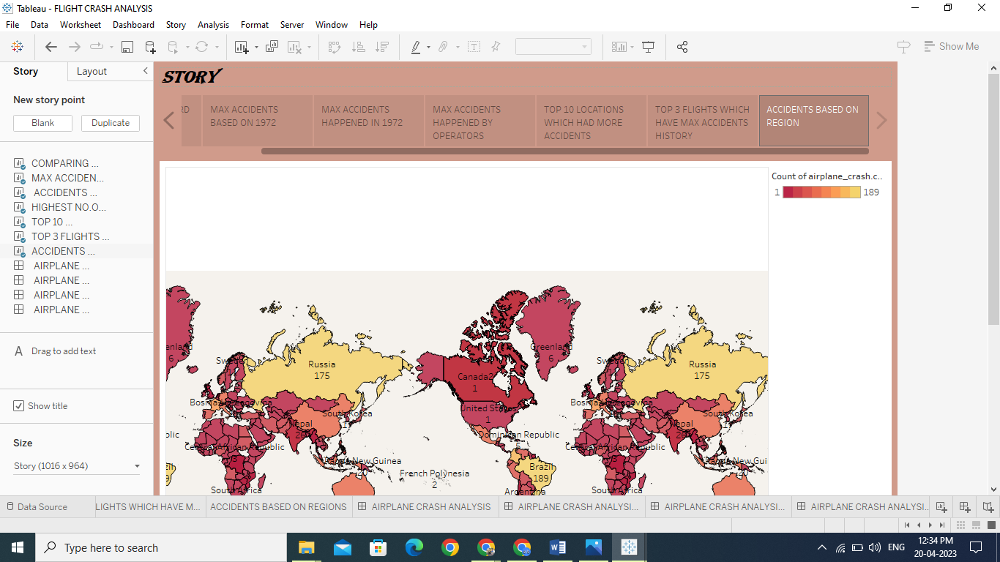 Tableau - FLIGHT CRASH ANALYSIS
File Data Worksheet Dashboard Story Analysis Format Server Window Help
Show Me
Story Layout
New story point
Blank Duplicate
COMPARING ...
MAX ACCIDEN...
ACCIDENTS ...
HIGHEST NO.O...
TOP 10 ...
TOP 3 FLIGHTS ...
ACCIDENTS ...
AIRPLANE ...
AIRPLANE ...
AIRPLANE ...
AIRPLANE ...
A Drag to add text
Show title
Size
Story (1016 x 964)
STORY
RD
MAX ACCIDENTS
BASED ON 1972
MAX ACCIDENTS
HAPPENED IN 1972
MAX ACCIDENTS
HAPPENED BY
OPERATORS
TOP 10 LOCATIONS
WHICH HAD MORE
ACCIDENTS
TOP 3 FLIGHTS WHICH
HAVE MAX ACCIDENTS
HISTORY
ACCIDENTS BASED ON
REGION
Count of airplane_crash.c..
1 189
enland
6
Sweden
Russia
175
Bosnia Herzegovina
South Korea
Nepal
26
Central African Republic
Papua New Guinea
20
South Africa
French Polynesia
2
Canada2
1
United States
1
Greenland
6
Dominican Republic
5
Brazil
189
Argentina
Sweden
Russia
175
Bosnia Herzegovina
South Korea
Nepal
26
Central African Republic
New Gui
20
South Africa
blic
zil
9
Data Source
LIGHTS WHICH HAVE M...
ACCIDENTS BASED ON REGIONS
AIRPLANE CRASH ANALYSIS
AIRPLANE CRASH ANALYSI...
AIRPLANE CRASH ANALYSI...
AIRPLANE CRASH ANALYSI...
Type here to search
ENG
12:34 PM
20-04-2023